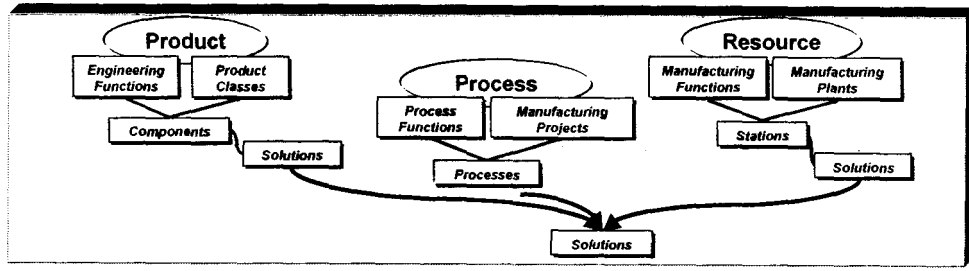 Product
Engineering
Functions
Product
Classes
Components
Solutions
Process
Process
Functions
Manufacturing
Projects
Processes
Resource
Manufacturing
Functions
Manufacturing
Plants
Stations
Solutions
Solutions